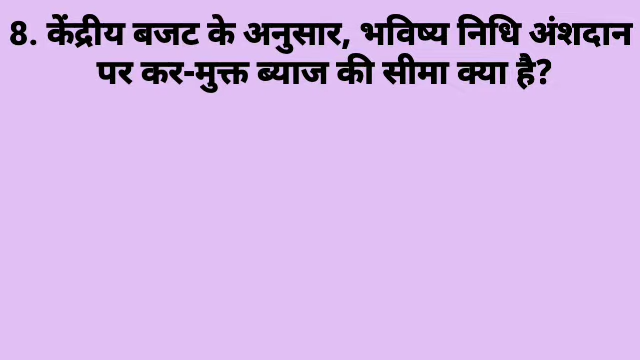 8. केंद्रीय बजट के अनुसार, भविष्य निधि अंशदान
पर कर-मुक्त ब्याज की सीमा क्या है?